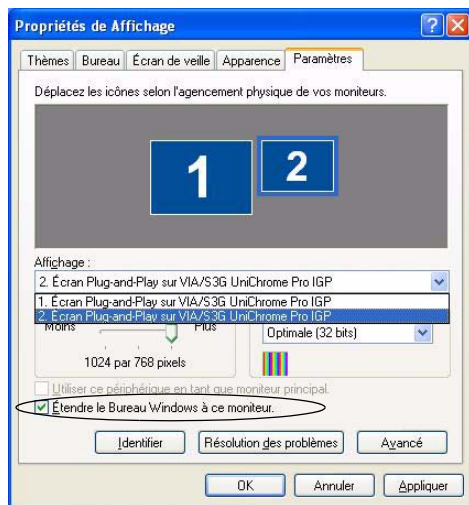 Propriétés de Affichage
Thèmes Bureau Écran de veille Apparence Paramètres
Déplacez les icônes selon l'agencement physique de vos moniteurs.
1 2
Affichage :
2. Écran Plug-and-Play sur VIA/S3G UniChrome Pro IGP
1. Écran Plug-and-Play sur VIA/S3G UniChrome Pro IGP
2. Écran Plug-and-Play sur VIA/S3G UniChrome Pro IGP
Moins Plus Optimale (32 bits)
1024 par 768 pixels
Utiliser ce périphérique en tant que moniteur principal.
Étendre le Bureau Windows à ce moniteur.
Identifier Résolution des problèmes Avancé
OK Annuler Appliquer